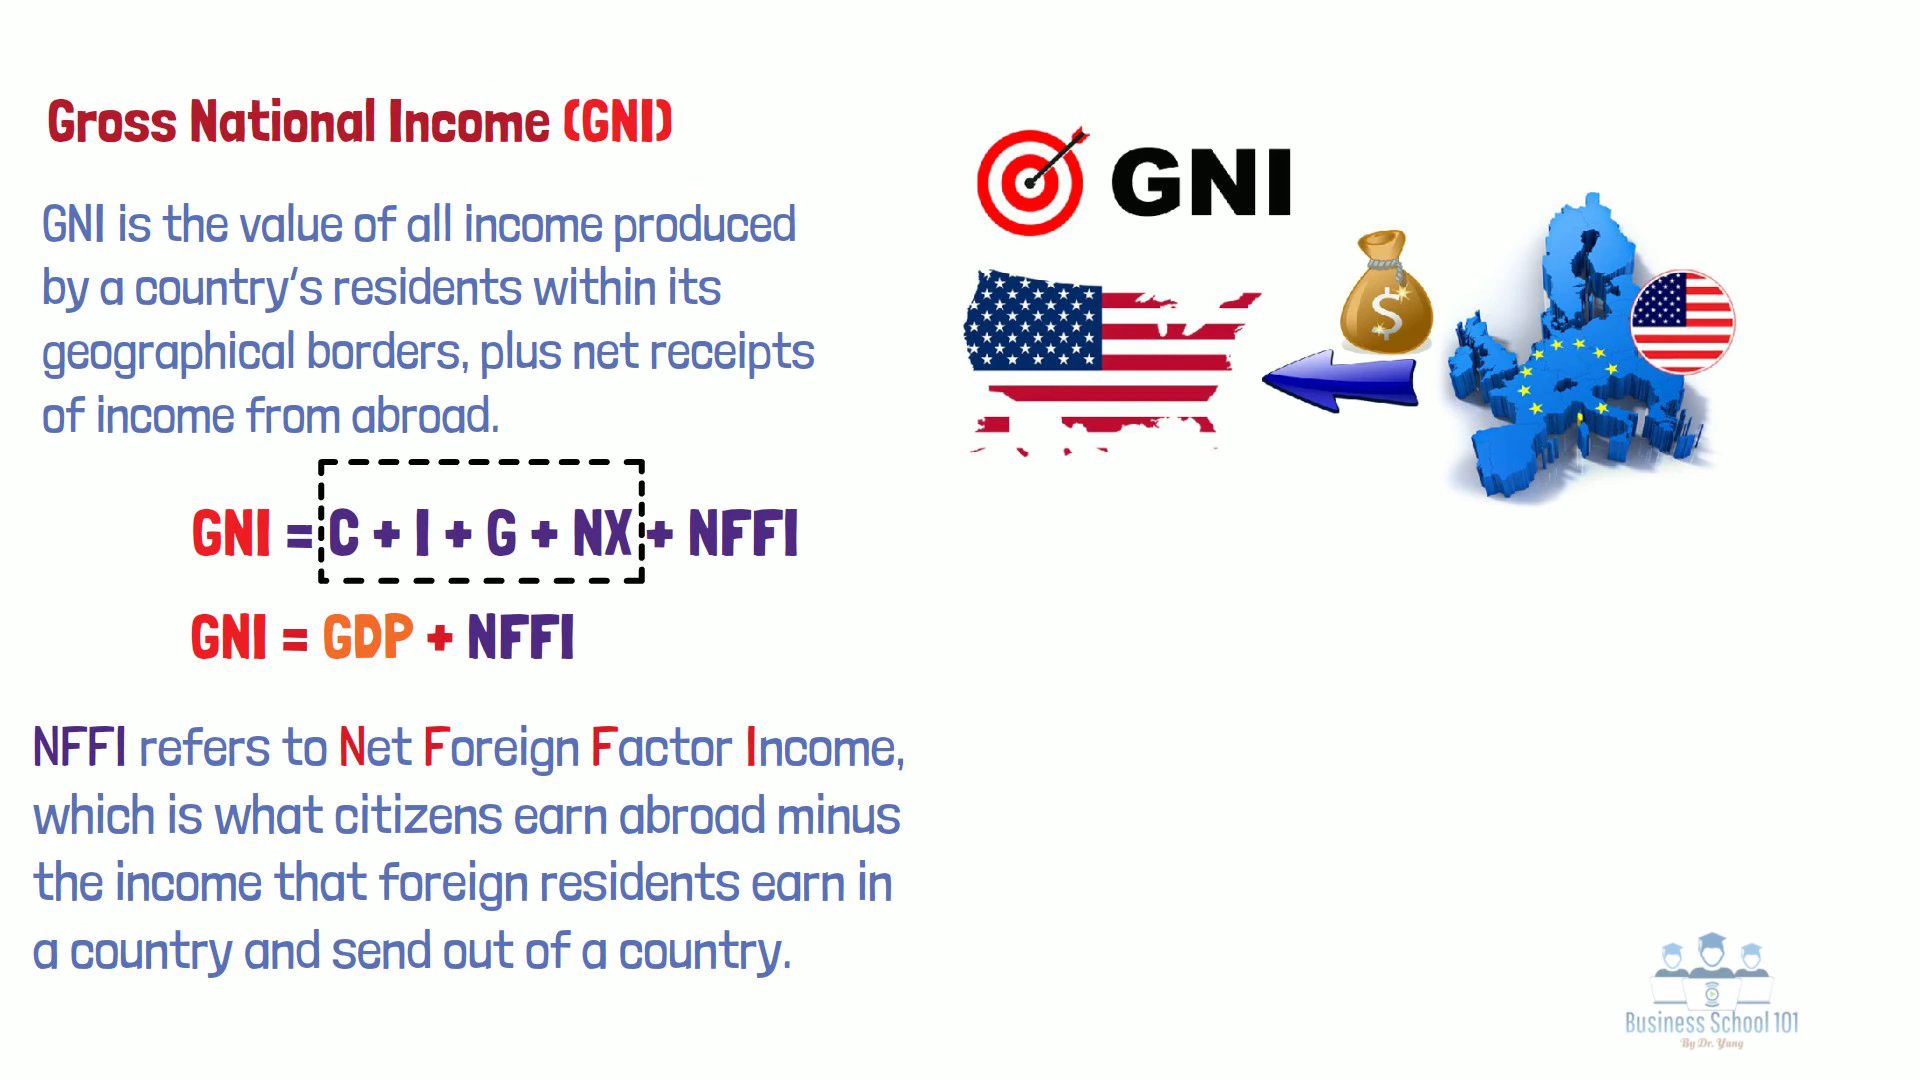 Gross National Income (GNI)
GNI is the value of all income produced
by a country's residents within its
geographical borders, plus net receipts
of income from abroad.
GNI = C + I + G + NX + NFFI
GNI = GDP + NFFI
NFFI refers to Net Foreign Factor Income,
which is what citizens earn abroad minus
the income that foreign residents earn in
a country and send out of a country.
GNI
$
Business School 101
By Dr. Yang